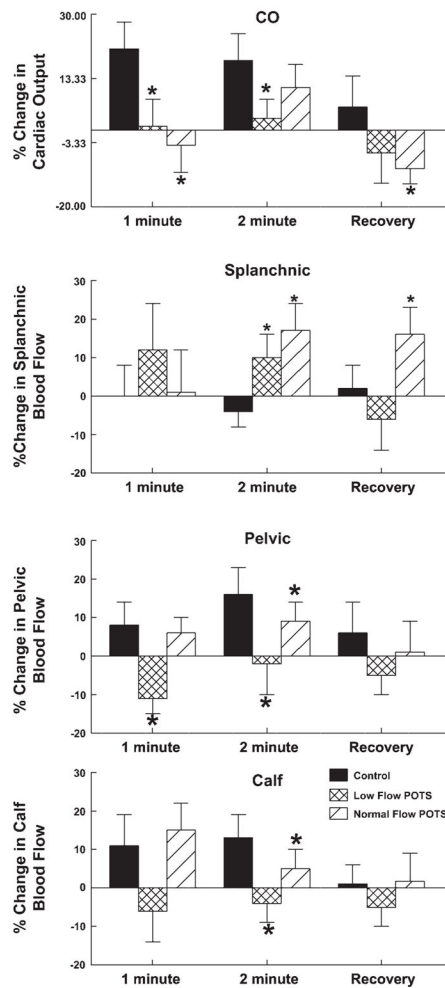 CO
% Change in
Cardiac Output
30.00
13.33
-3.33
-20.00
*
*
*
*
1 minute
2 minute
Recovery
Splanchnic
%Change in Splanchnic
Blood Flow
30
20
10
0
-10
-20
*
*
*
1 minute
2 minute
Recovery
Pelvic
% Change in Pelvic
Blood Flow
30
20
10
0
-10
-20
*
*
*
1 minute
2 minute
Recovery
Calf
% Change in Calf
Blood Flow
30
20
10
0
-10
-20
*
*
Control
Low Flow POTS
Normal Flow POTS
1 minute
2 minute
Recovery